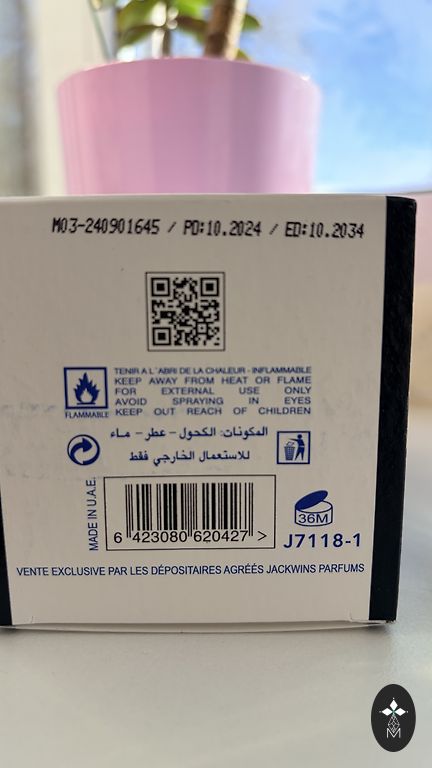 M03-240901645 / PD:10.2024 / ED:10.2034
TENIR A L'ABRI DE LA CHALEUR - INFLAMMABLE
KEEP AWAY FROM HEAT OR FLAME
FOR EXTERNAL USE ONLY
AVOID SPRAYING IN EYES
KEEP OUT REACH OF CHILDREN
FLAMMABLE
المكونات: الكحول – عطر – ماء
للاستعمال الخارجي فقط
MADE IN U.A.E.
6 423080 620427 >
36M
J7118-1
VENTE EXCLUSIVE PAR LES DÉPOSITAIRES AGRÉÉS JACKWINS PARFUMS
M